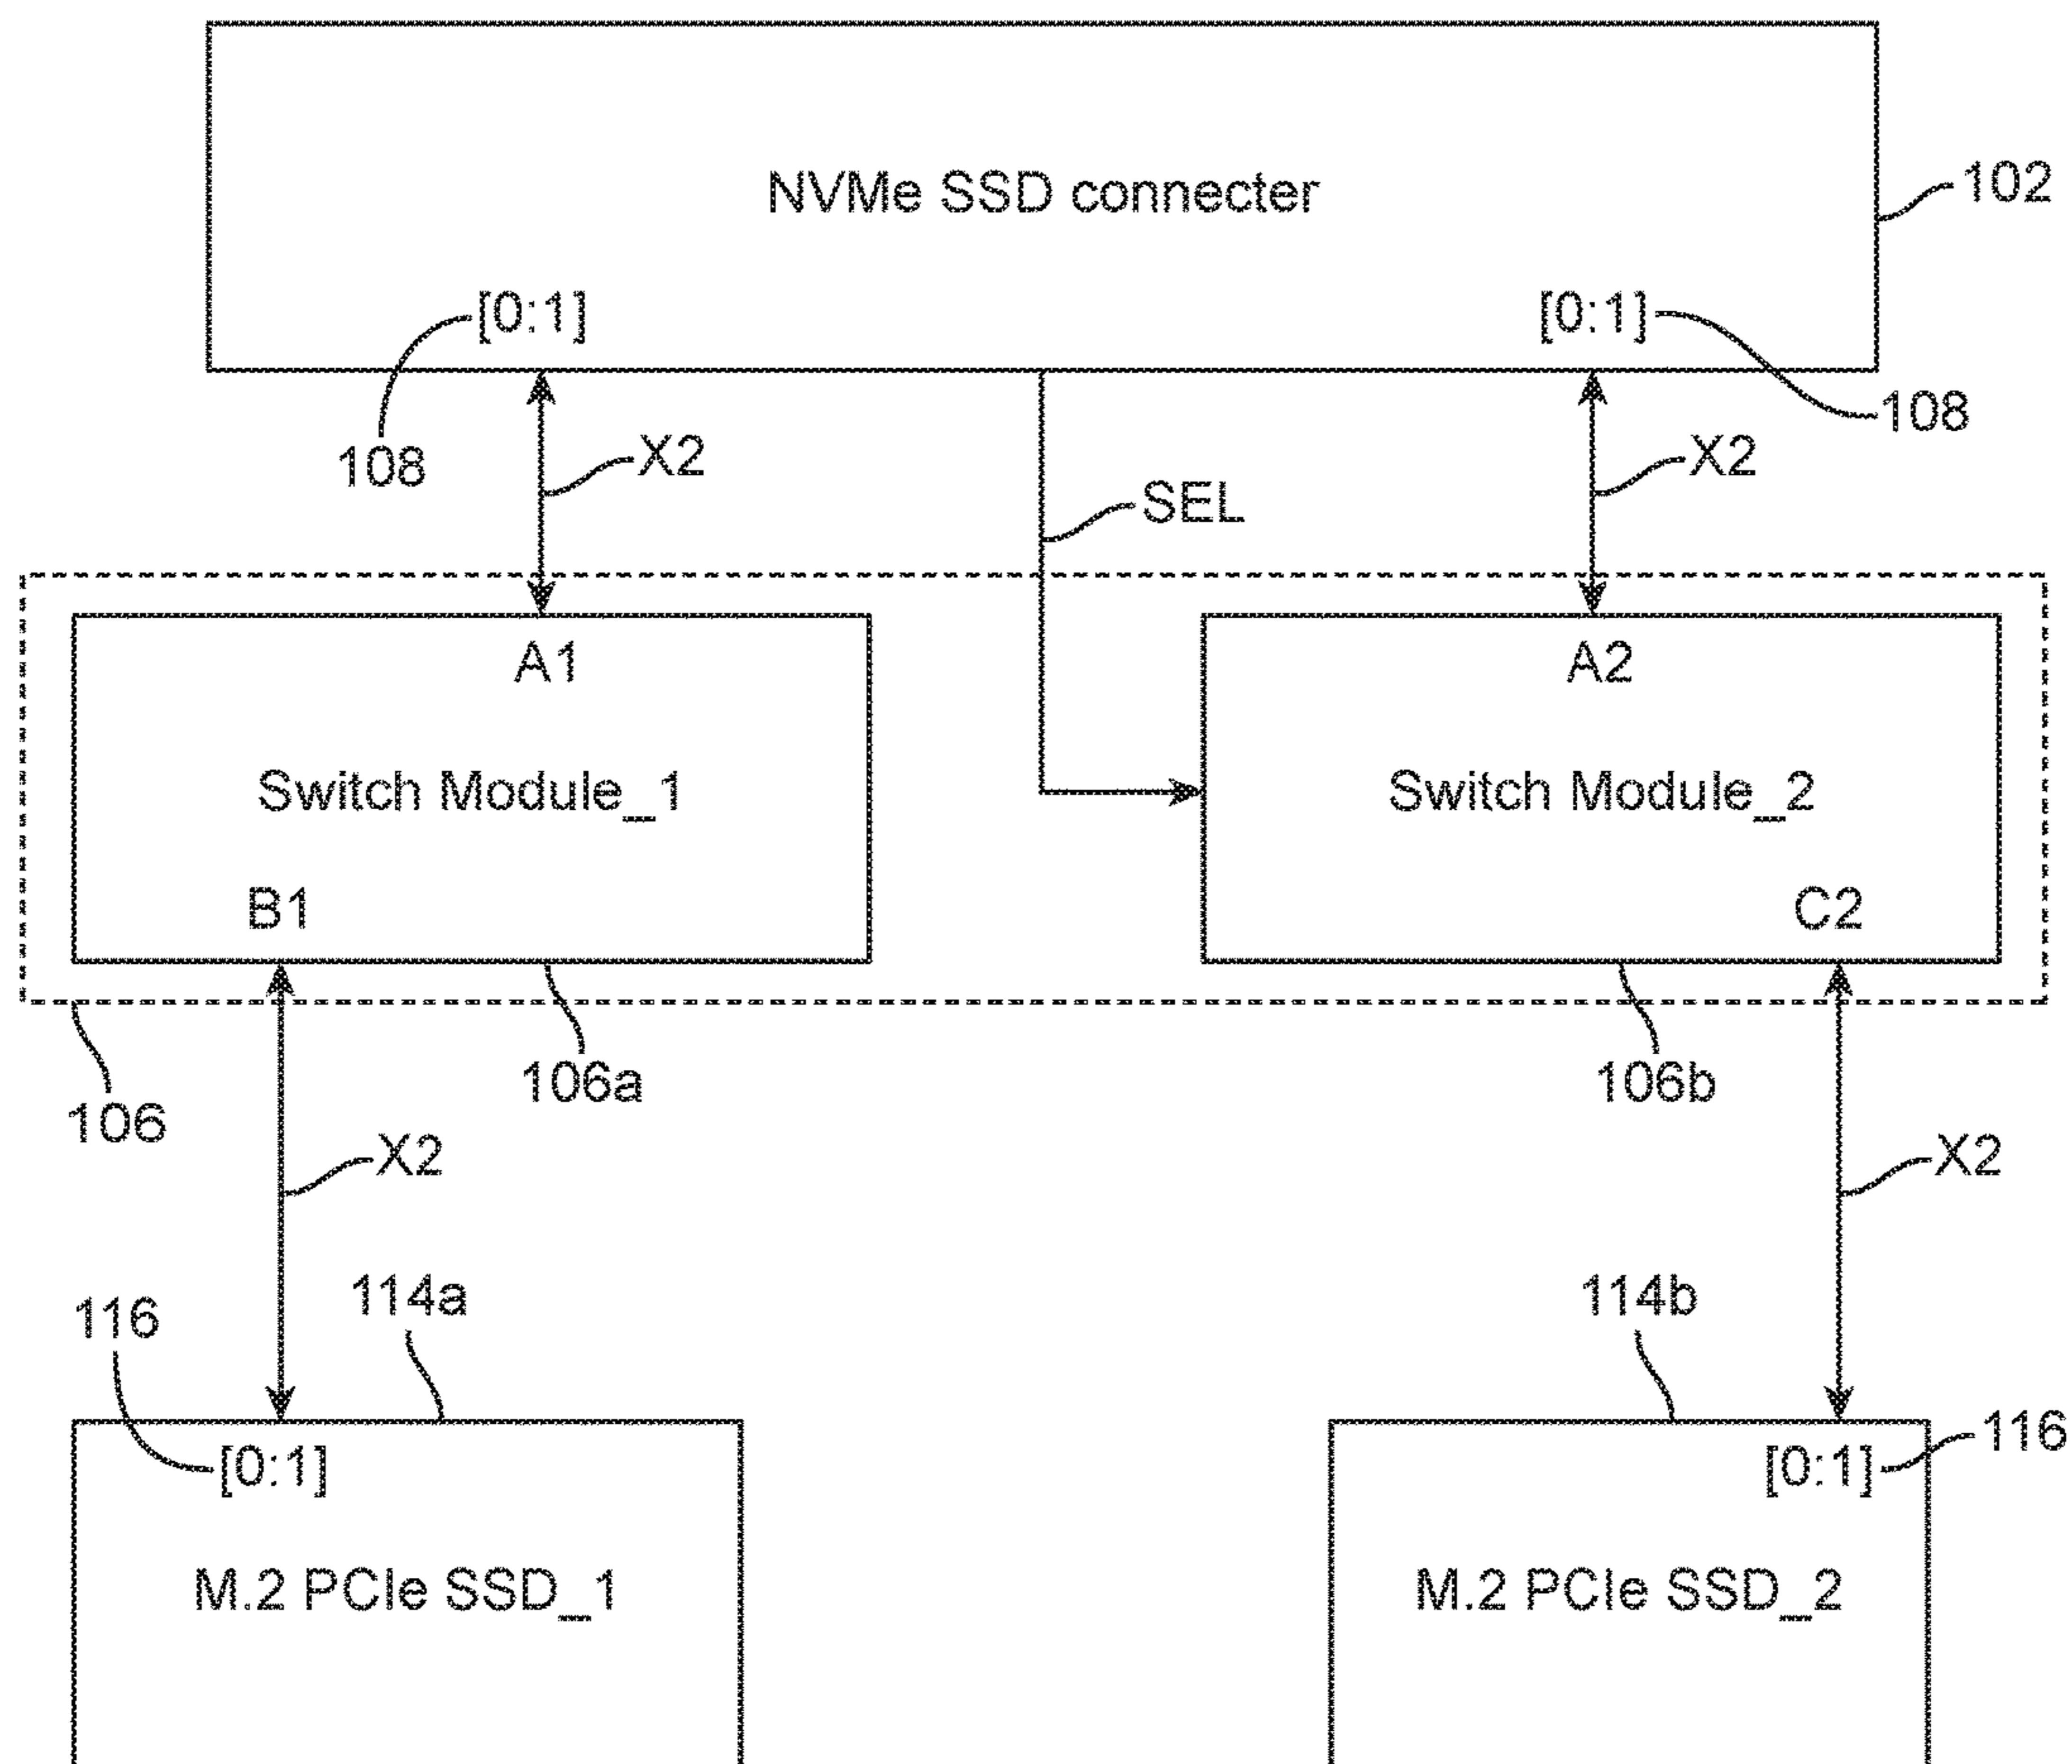 NVMe SSD connecter
102
[0:1]
[0:1]
108
108
X2
X2
SEL
A1
A2
Switch Module_1
Switch Module_2
B1
C2
106a
106b
106
X2
X2
114a
114b
116
116
[0:1]
[0:1]
M.2 PCIe SSD_1
M.2 PCIe SSD_2